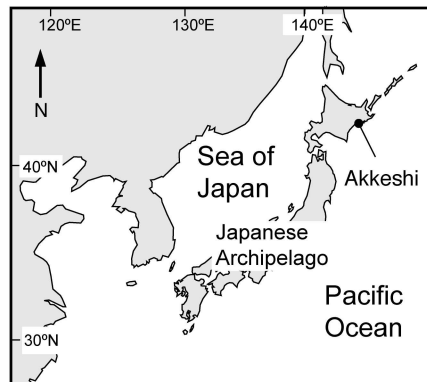 120ºE
130ºE
140ºE
N
40ºN
Sea of
Japan
Akkeshi
Japanese
Archipelago
Pacific
Ocean
30ºN